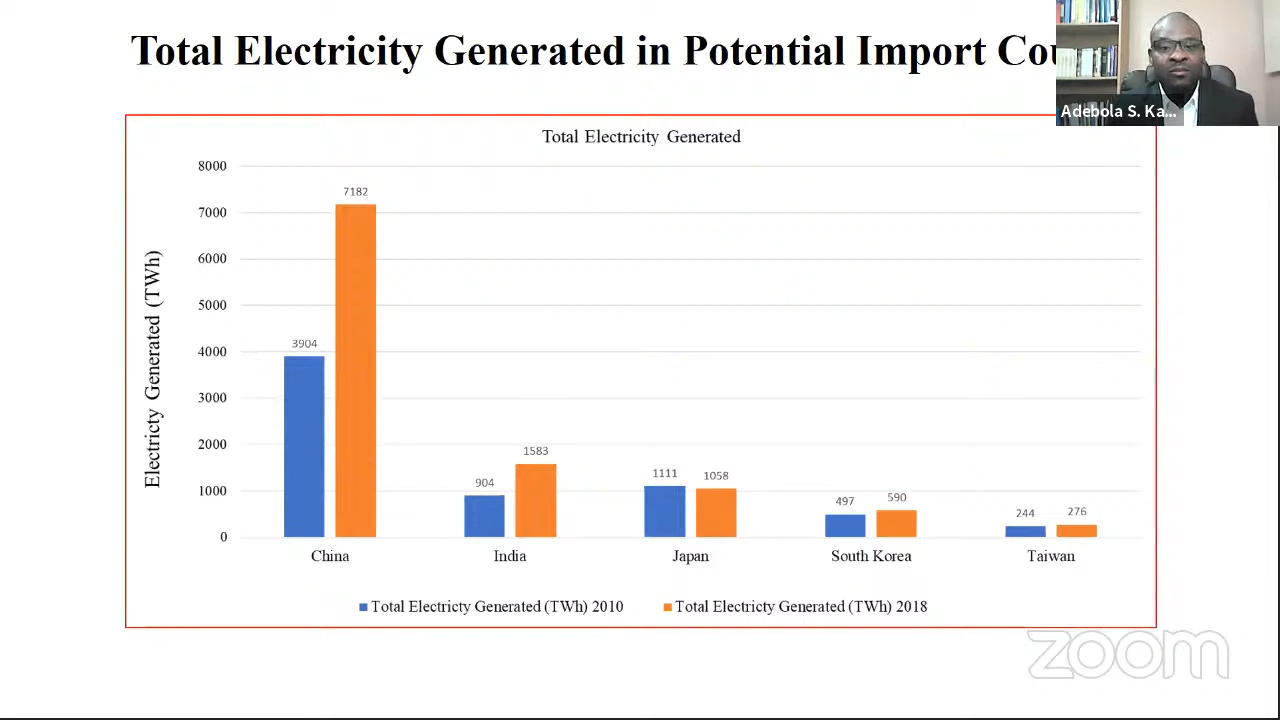 Total Electricity Generated in Potential Import Cou
Adebola S. Ka...
Total Electricity Generated
Electricty Generated (TWh)
8000
7000
6000
5000
4000
3000
2000
1000
0
3904
7182
904
1583
1111
1058
497
590
244
276
China
India
Japan
South Korea
Taiwan
Total Electricty Generated (TWh) 2010
Total Electricty Generated (TWh) 2018
zoom